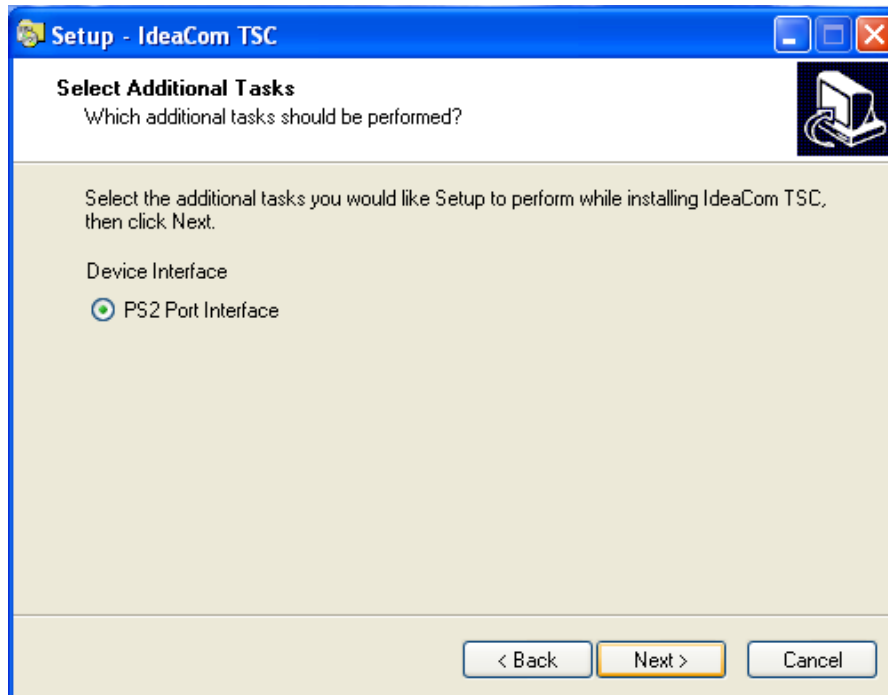 Setup - IdeaCom TSC
Select Additional Tasks
Which additional tasks should be performed?
Select the additional tasks you would like Setup to perform while installing IdeaCom TSC,
then click Next.
Device Interface
PS2 Port Interface
< Back
Next >
Cancel